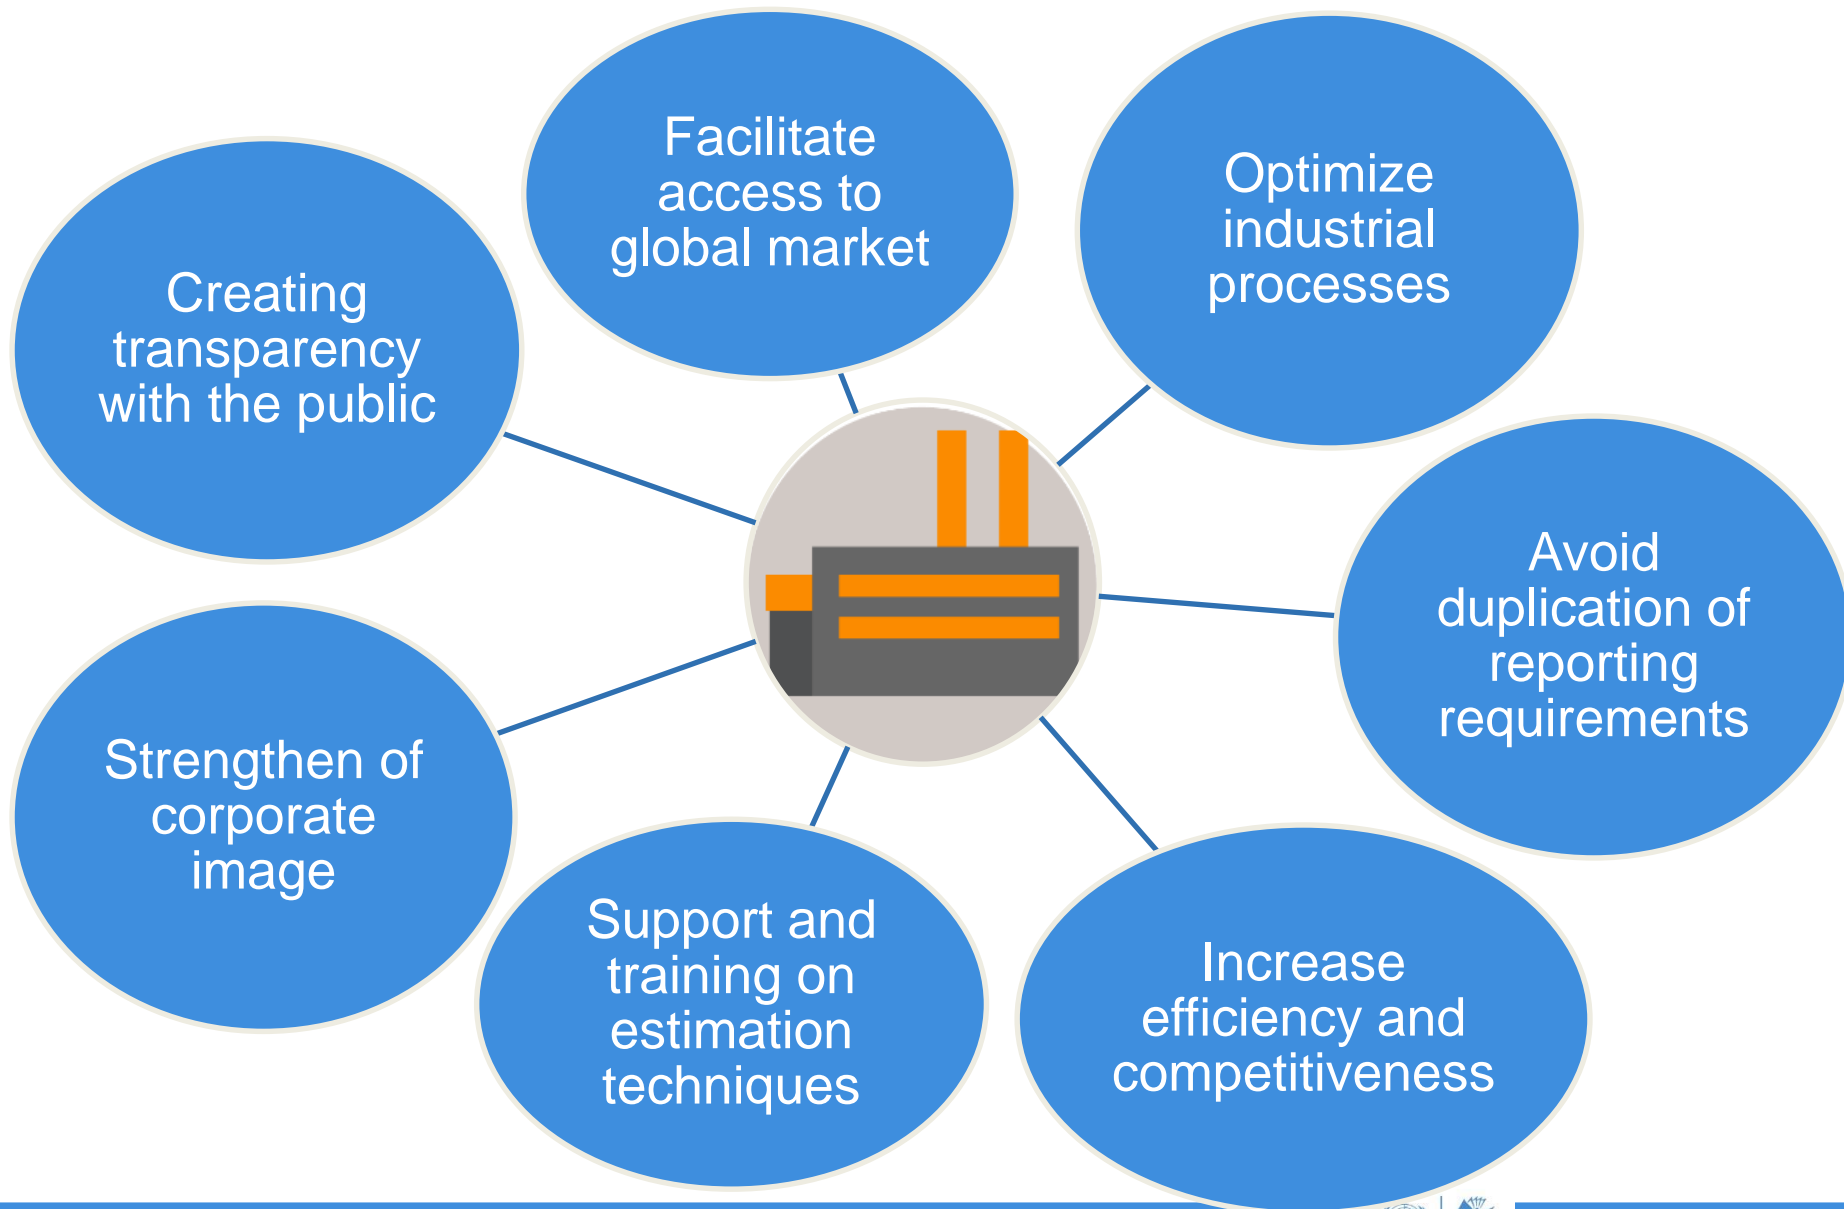 Facilitate
access to
global market
Optimize
industrial
processes
Creating
transparency
with the public
Avoid
duplication of
reporting
requirements
Strengthen of
corporate
image
Support and
training on
estimation
techniques
Increase
efficiency and
competitiveness